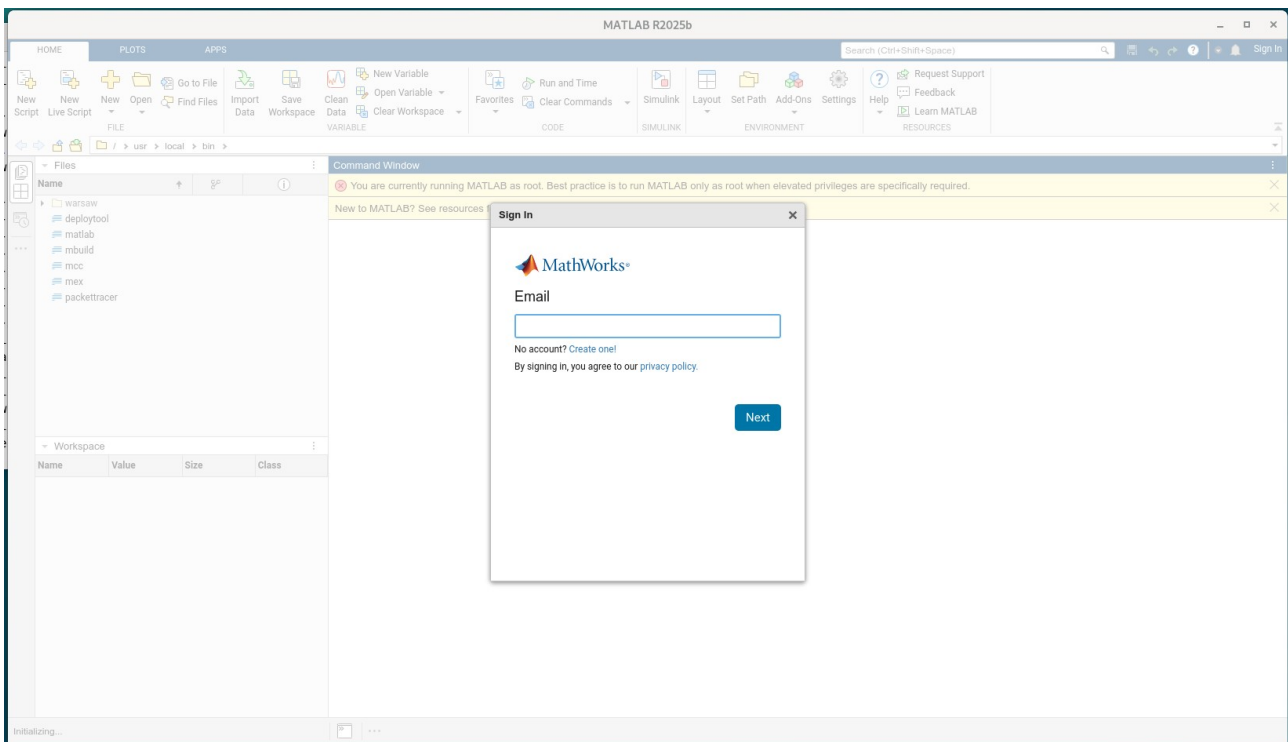 MATLAB R2025b
HOME PLOTS APPS
Search (Ctrl+Shift+Space)
Sign In
New Script
New Live Script
New
Open
Go to File
Find Files
Import Data
Save Workspace
Clean Data
New Variable
Open Variable
Clear Workspace
Favorites
Run and Time
Clear Commands
Simulink
Layout
Set Path
Add-Ons
Settings
Help
Request Support
Feedback
Learn MATLAB
FILE VARIABLE CODE SIMULINK ENVIRONMENT RESOURCES
/ > usr > local > bin >
Files
Name
warsaw
deploytool
matlab
mbuild
mcc
mex
packettracer
Workspace
Name Value Size Class
Command Window
You are currently running MATLAB as root. Best practice is to run MATLAB only as root when elevated privileges are specifically required.
New to MATLAB? See resources
Sign In
MathWorks®
Email
No account? Create one!
By signing in, you agree to our privacy policy.
Next
Initializing...